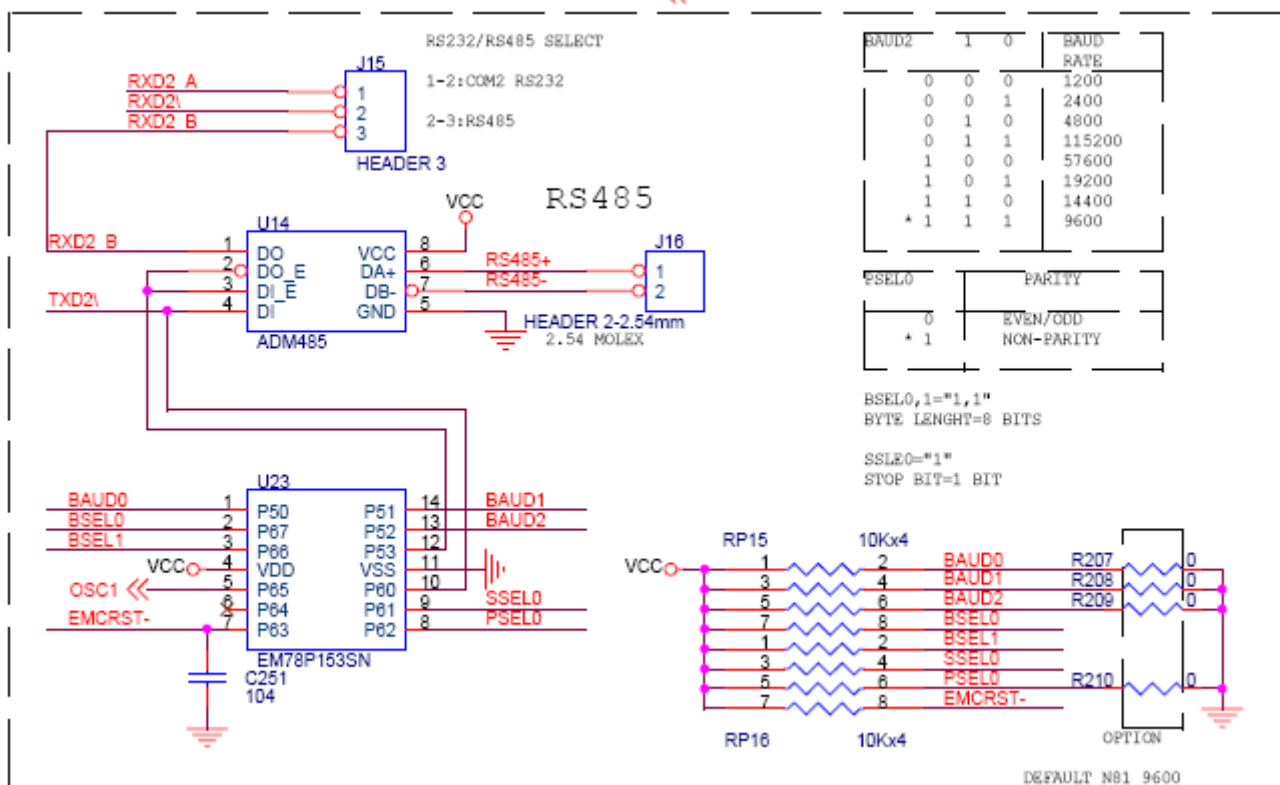 RS232/RS485 SELECT
J15
RXD2_A
1
1-2:COM2 RS232
RXD2\
2
RXD2_B
3
2-3:RS485
HEADER 3
BAUD2 1 0 BAUD
RATE
0 0 0 1200
0 0 1 2400
0 1 0 4800
0 1 1 115200
1 0 0 57600
1 0 1 19200
1 1 0 14400
* 1 1 1 9600
PSEL0 PARITY
0 EVEN/ODD
* 1 NON-PARITY
BSEL0,1="1,1"
BYTE LENGHT=8 BITS
SSLE0="1"
STOP BIT=1 BIT
RS485
VCC
U14
RXD2_B 1 DO VCC 8
2 DO_E DA+ 6 RS485+
3 DI_E DB- 7 RS485-
TXD2\ 4 DI GND 5
ADM485
J16
1
2
HEADER 2-2.54mm
2.54 MOLEX
U23
BAUD0 1 P50 P51 14 BAUD1
BSEL0 2 P67 P52 13 BAUD2
BSEL1 3 P66 P53 12
VCC 4 VDD VSS 11
OSC1 5 P65 P60 10
6 P64 P61 9 SSEL0
EMCRST- 7 P63 P62 8 PSEL0
EM78P153SN
C251
104
RP15 10Kx4
VCC 1 2 BAUD0 R207 0
3 4 BAUD1 R208 0
5 6 BAUD2 R209 0
7 8 BSEL0
1 2 BSEL1
3 4 SSEL0
5 6 PSEL0 R210 0
7 8 EMCRST-
RP16 10Kx4
OPTION
DEFAULT N81 9600